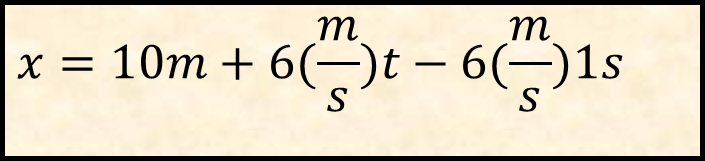 x = 10m + 6(m/s)t − 6(m/s)1s